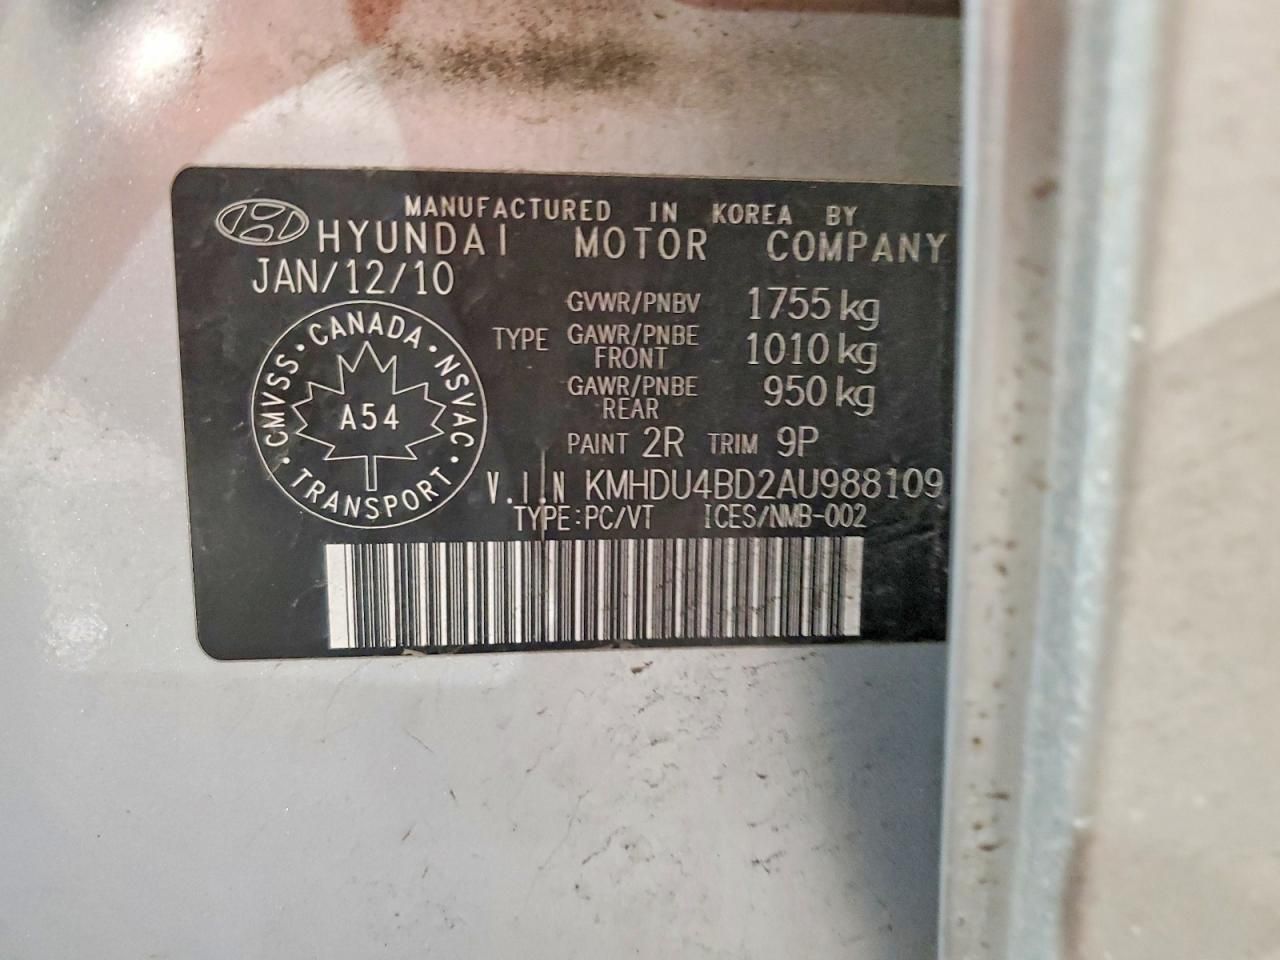 MANUFACTURED IN KOREA BY
HYUNDAI MOTOR COMPANY
JAN/12/10
GVWR/PNBV 1755 kg
TYPE GAWR/PNBE FRONT 1010 kg
GAWR/PNBE REAR 950 kg
PAINT 2R TRIM 9P
V.I.N KMHDU4BD2AU988109
TYPE:PC/VT ICES/NMB-002
CMVSS · CANADA · NSVAC · TRANSPORT ·
A54